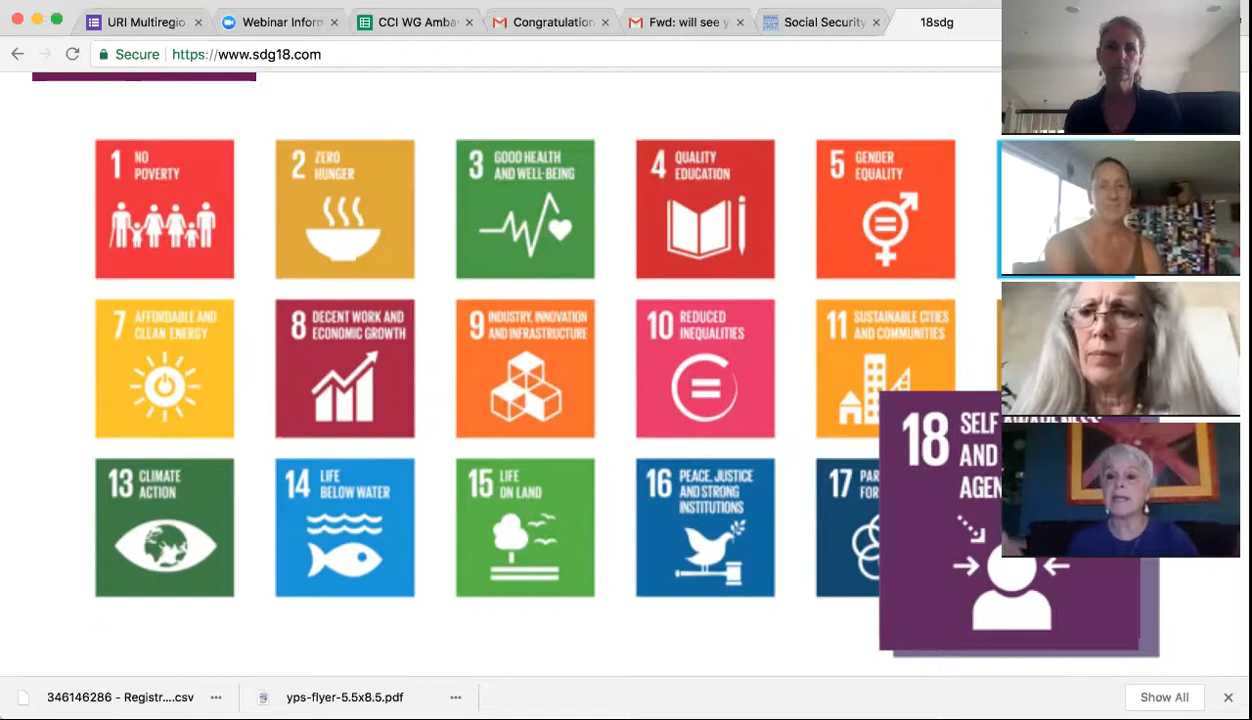 URI Multiregio
Webinar Inform
CCI WG Amba
Congratulation
Fwd: will see y
Social Security
18sdg
Secure https://www.sdg18.com
1 NO
POVERTY
2 ZERO
HUNGER
3 GOOD HEALTH
AND WELL-BEING
4 QUALITY
EDUCATION
5 GENDER
EQUALITY
7 AFFORDABLE AND
CLEAN ENERGY
8 DECENT WORK AND
ECONOMIC GROWTH
9 INDUSTRY, INNOVATION
AND INFRASTRUCTURE
10 REDUCED
INEQUALITIES
11 SUSTAINABLE CITIES
AND COMMUNITIES
13 CLIMATE
ACTION
14 LIFE
BELOW WATER
15 LIFE
ON LAND
16 PEACE, JUSTICE
AND STRONG
INSTITUTIONS
17 PAR
FOR
18 SELF
AND
AGEN
346146286 - Registr....csv
yps-flyer-5.5x8.5.pdf
Show All